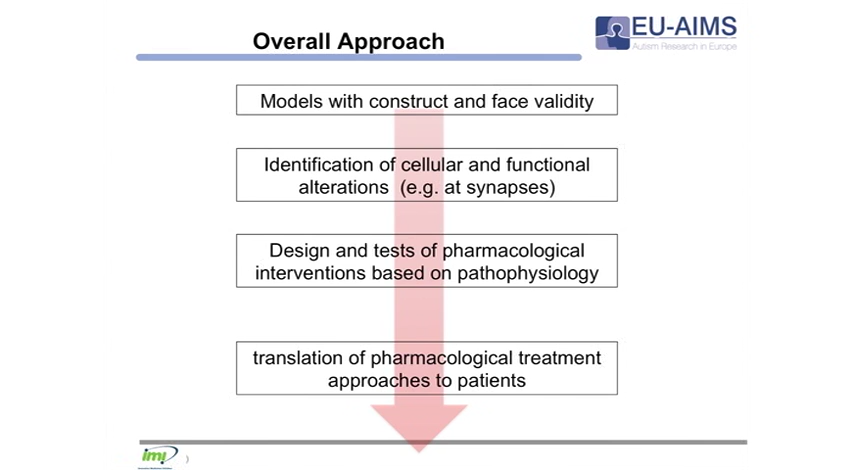 Overall Approach
EU-AIMS
Autism Research in Europe
Models with construct and face validity
Identification of cellular and functional
alterations (e.g. at synapses)
Design and tests of pharmacological
interventions based on pathophysiology
translation of pharmacological treatment
approaches to patients
imi
)